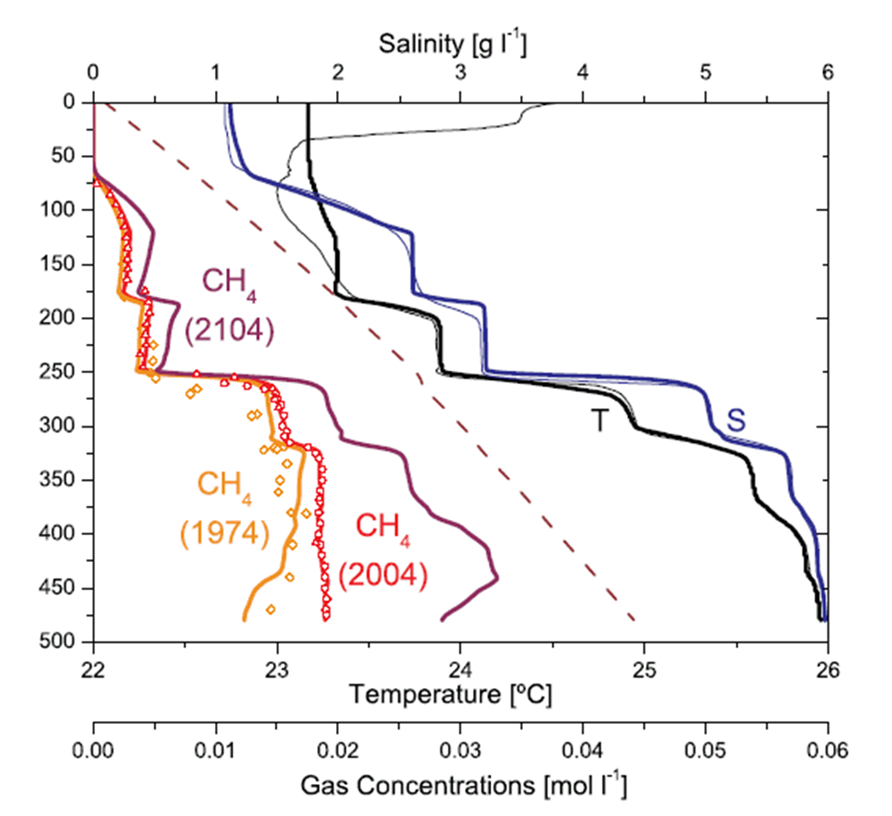 Salinity [g l⁻¹]
0 1 2 3 4 5 6
0
50
100
150
200
250
300
350
400
450
500
CH₄
(2104)
T S
CH₄
(1974)
CH₄
(2004)
22 23 24 25 26
Temperature [ºC]
0.00 0.01 0.02 0.03 0.04 0.05 0.06
Gas Concentrations [mol l⁻¹]